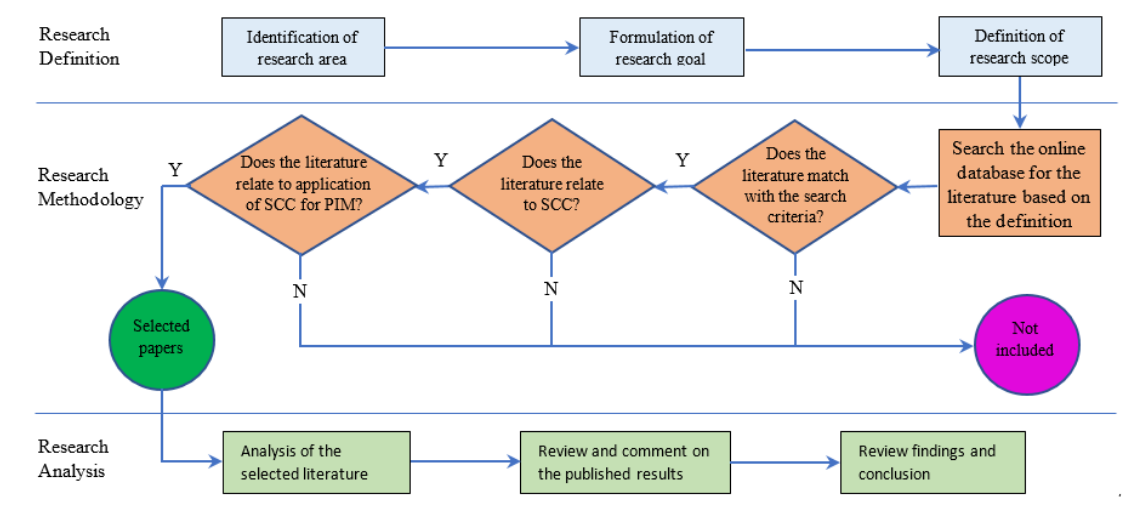 Research
Definition
Identification of
research area
Formulation of
research goal
Definition of
research scope
Research
Methodology
Y
Does the literature
relate to application
of SCC for PIM?
Y
Does the
literature relate
to SCC?
Y
Does the
literature match
with the search
criteria?
Search the online
database for the
literature based on
the definition
N
N
N
Selected
papers
Not
included
Research
Analysis
Analysis of the
selected literature
Review and comment on
the published results
Review findings and
conclusion